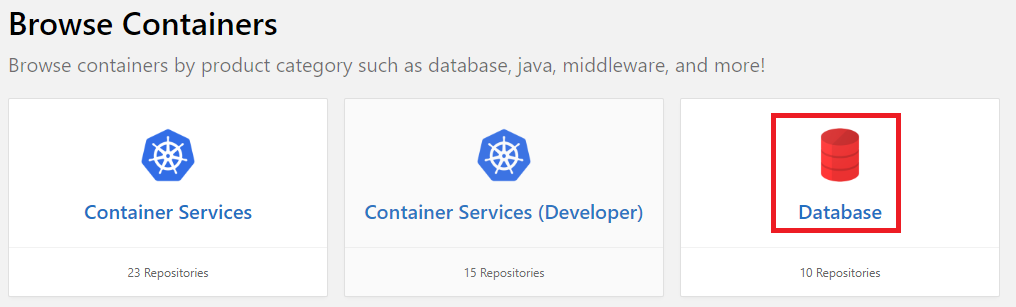 Browse Containers
Browse containers by product category such as database, java, middleware, and more!
Container Services
Container Services (Developer)
Database
23 Repositories
15 Repositories
10 Repositories